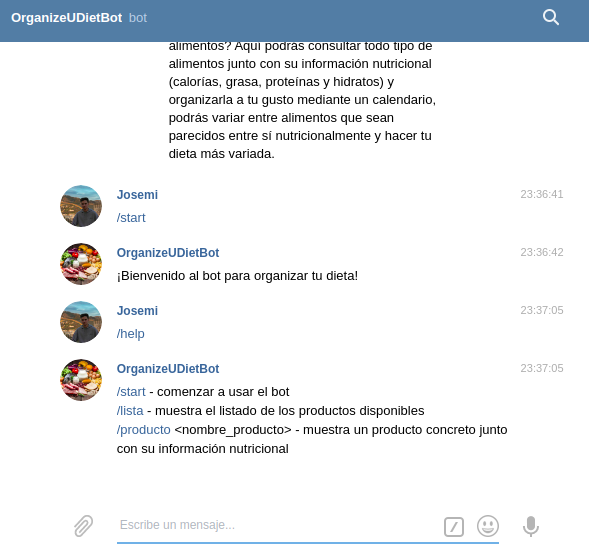 OrganizeUDietBot bot
alimentos? Aquí podrás consultar todo tipo de
alimentos junto con su información nutricional
(calorías, grasa, proteínas y hidratos) y
organizarla a tu gusto mediante un calendario,
podrás variar entre alimentos que sean
parecidos entre sí nutricionalmente y hacer tu
dieta más variada.
Josemi 23:36:41
/start
OrganizeUDietBot 23:36:42
¡Bienvenido al bot para organizar tu dieta!
Josemi 23:37:05
/help
OrganizeUDietBot 23:37:05
/start - comenzar a usar el bot
/lista - muestra el listado de los productos disponibles
/producto <nombre_producto> - muestra un producto concreto junto
con su información nutricional
Escribe un mensaje...